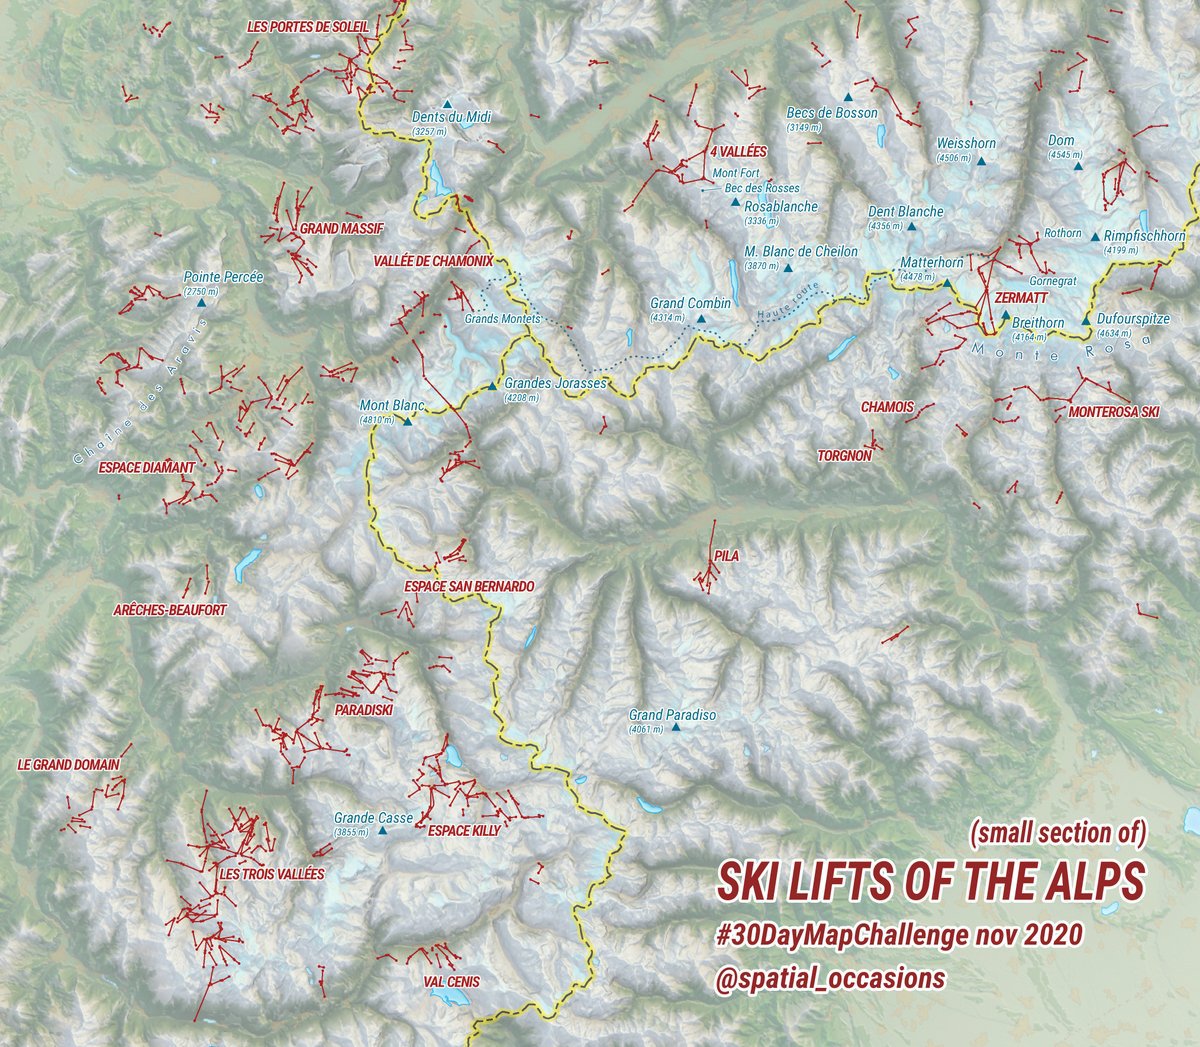 LES PORTES DE SOLEIL
Dents du Midi
(3257 m)
Becs de Bosson
(3149 m)
Weisshorn
(4506 m)
Dom
(4545 m)
4 VALLÉES
Mont Fort
Bec des Rosses
Rosablanche
(3336 m)
Dent Blanche
(4356 m)
GRAND MASSIF
Rothorn
Rimpfischhorn
(4199 m)
M. Blanc de Cheilon
(3870 m)
VALLÉE DE CHAMONIX
Matterhorn
(4478 m)
Pointe Percée
(2750 m)
Gornegrat
ZERMATT
Grand Combin
(4314 m)
Haute route
Grands Montets
Breithorn
(4164 m)
Dufourspitze
(4634 m)
Monte Rosa
Chaîne des Aravis
Grandes Jorasses
(4208 m)
Mont Blanc
(4810 m)
CHAMOIS
MONTEROSA SKI
TORGNON
ESPACE DIAMANT
PILA
ESPACE SAN BERNARDO
ARÊCHES-BEAUFORT
PARADISKI
Grand Paradiso
(4061 m)
LE GRAND DOMAIN
Grande Casse
(3855 m)
ESPACE KILLY
LES TROIS VALLÉES
VAL CENIS
(small section of)
SKI LIFTS OF THE ALPS
#30DayMapChallenge nov 2020
@spatial_occasions